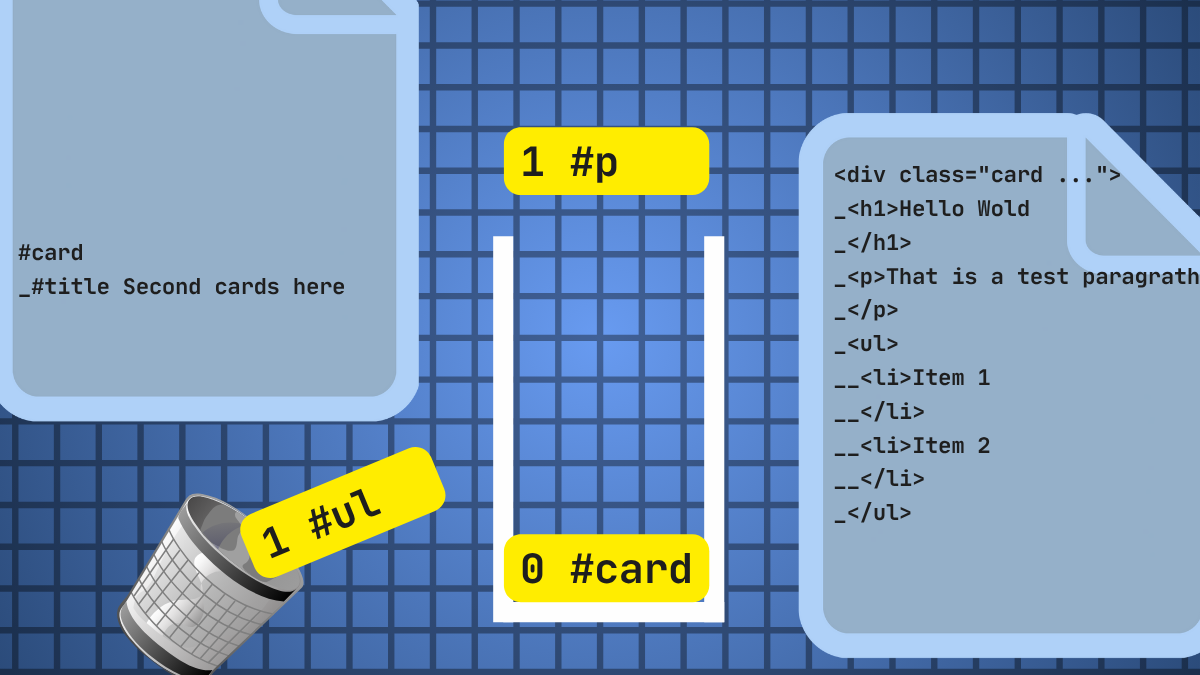 #card
_#title Second cards here
1 #ul
1 #p
0 #card
<div class="card ...">
_<h1>Hello Wold
_</h1>
_<p>That is a test paragrath
_</p>
_<ul>
__<li>Item 1
__</li>
__<li>Item 2
__</li>
_</ul>